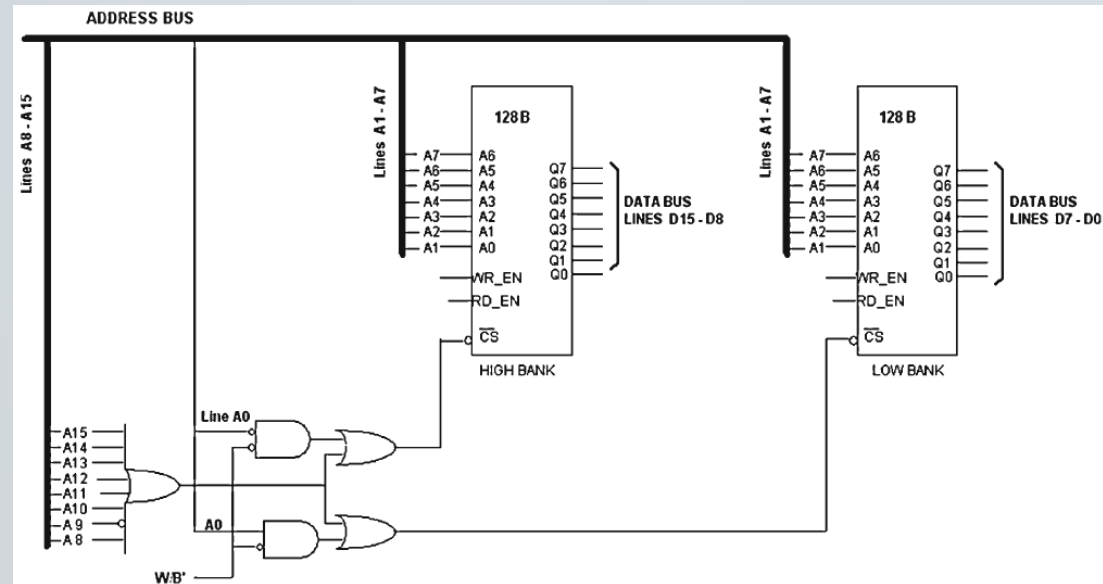 ADDRESS BUS
Lines A8 - A15
Lines A1 - A7
128 B
A7 A6
A6 A5
A5 A4
A4 A3
A3 A2
A2 A1
A1 A0
Q7
Q6
Q5
Q4
Q3
Q2
Q1
Q0
DATA BUS
LINES D15 - D8
WR_EN
RD_EN
CS
HIGH BANK
Lines A1 - A7
128 B
A7 A6
A6 A5
A5 A4
A4 A3
A3 A2
A2 A1
A1 A0
Q7
Q6
Q5
Q4
Q3
Q2
Q1
Q0
DATA BUS
LINES D7 - D0
WR_EN
RD_EN
CS
LOW BANK
Line A0
A15
A14
A13
A12
A11
A10
A 9
A 8
A0
W/B'